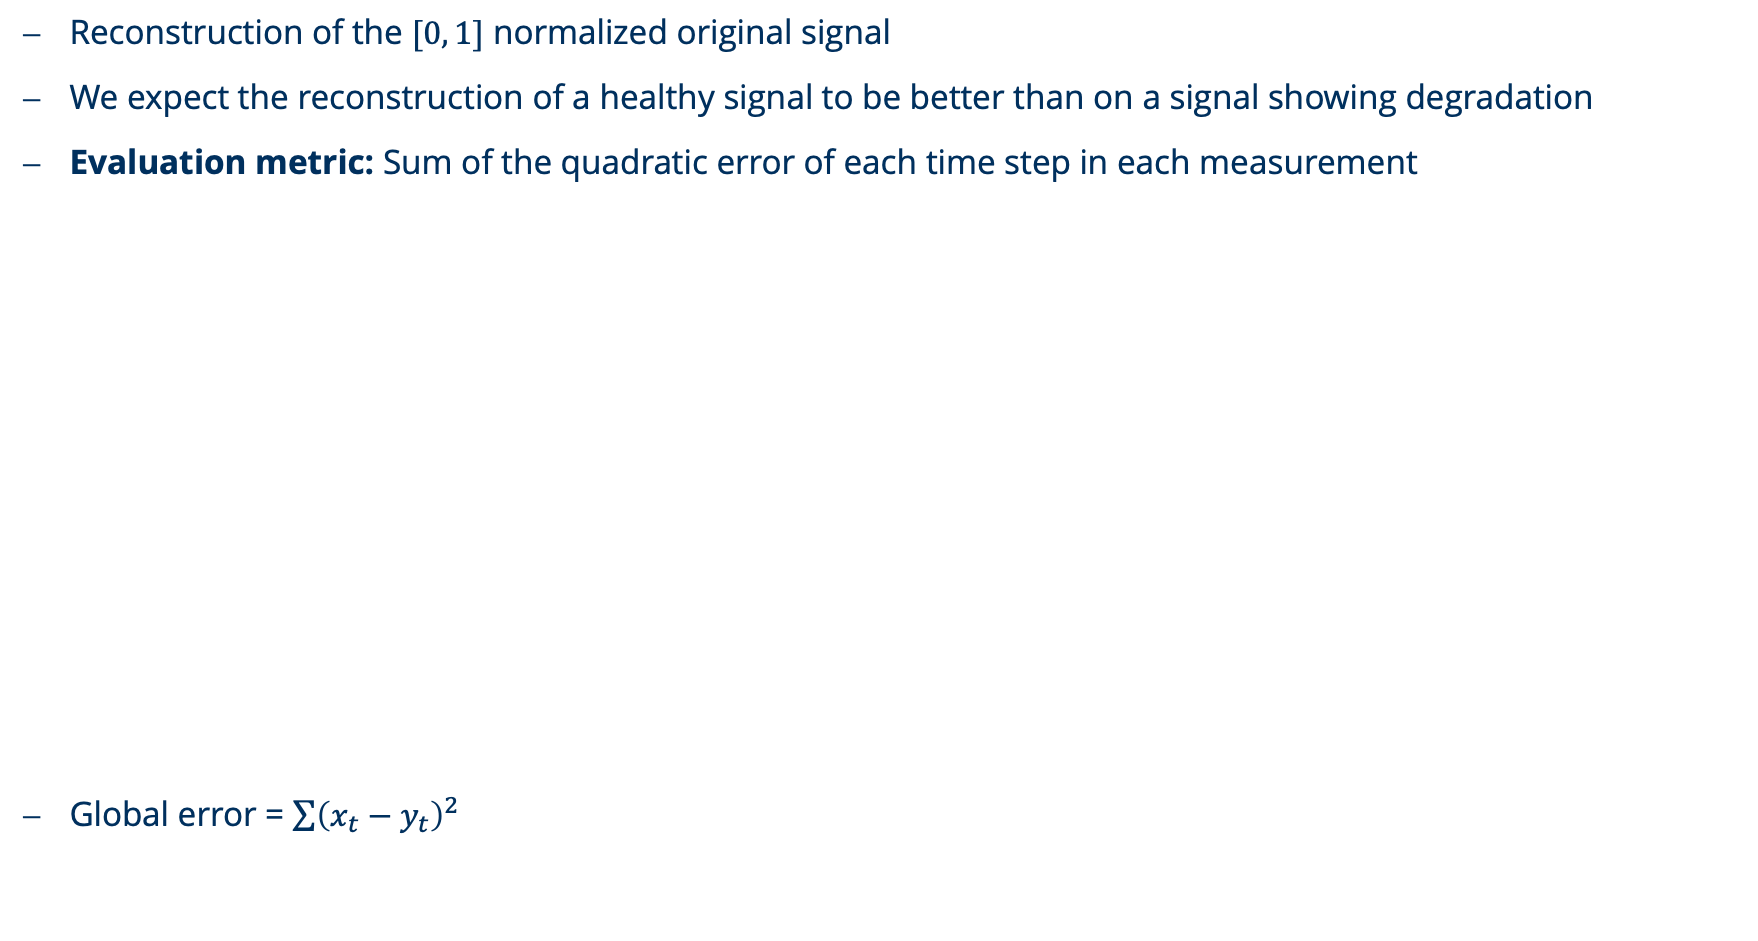 – Reconstruction of the [0, 1] normalized original signal
– We expect the reconstruction of a healthy signal to be better than on a signal showing degradation
– Evaluation metric: Sum of the quadratic error of each time step in each measurement
– Global error = ∑(xₜ − yₜ)²